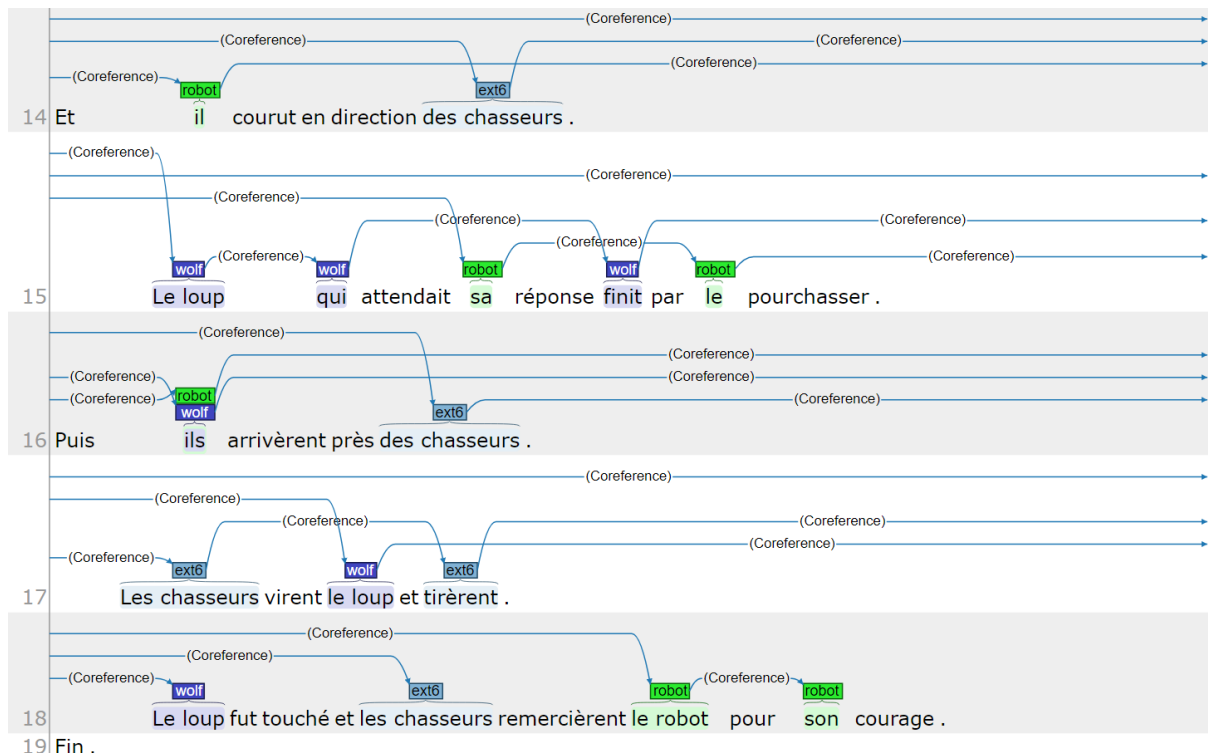 (Coreference)
(Coreference) (Coreference)
(Coreference)
(Coreference)
robot ext6
14 Et il courut en direction des chasseurs .
(Coreference)
(Coreference)
(Coreference)
(Coreference) (Coreference)
(Coreference)
(Coreference) (Coreference)
wolf wolf robot wolf robot
15 Le loup qui attendait sa réponse finit par le pourchasser .
(Coreference)
(Coreference)
(Coreference) (Coreference)
(Coreference) (Coreference)
robot
wolf ext6
16 Puis ils arrivèrent près des chasseurs .
(Coreference)
(Coreference)
(Coreference) (Coreference)
(Coreference)
(Coreference)
ext6 wolf ext6
17 Les chasseurs virent le loup et tirèrent .
(Coreference)
(Coreference)
(Coreference) (Coreference)
wolf ext6 robot robot
18 Le loup fut touché et les chasseurs remercièrent le robot pour son courage .
19 Fin .